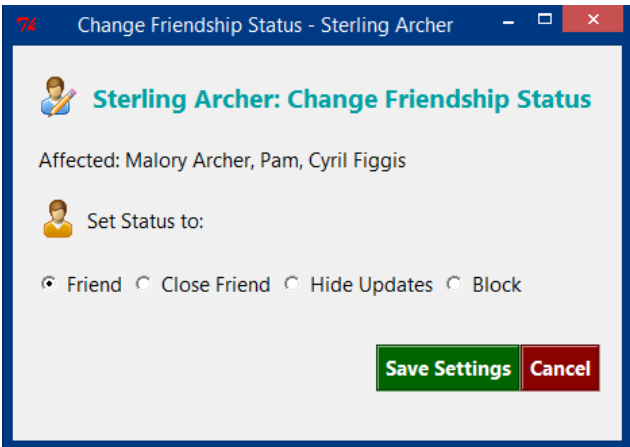 Change Friendship Status - Sterling Archer
Sterling Archer: Change Friendship Status
Affected: Malory Archer, Pam, Cyril Figgis
Set Status to:
Friend Close Friend Hide Updates Block
Save Settings Cancel